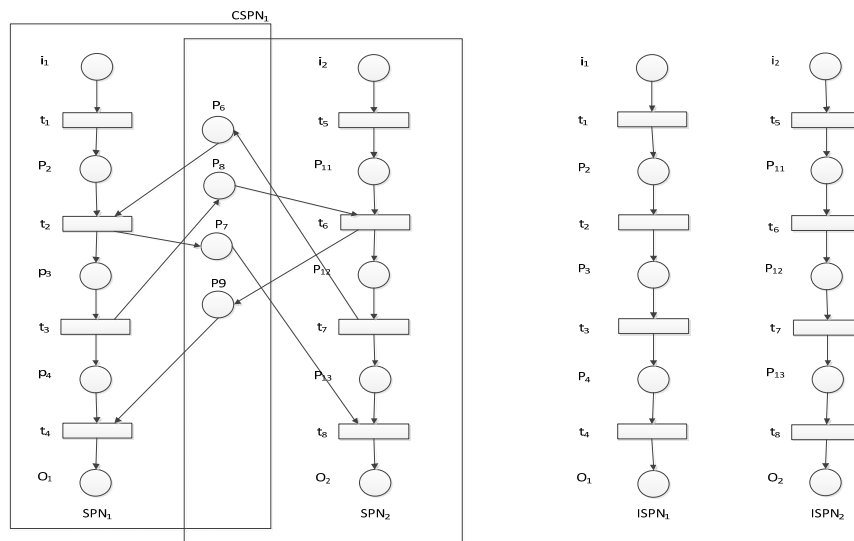 CSPN₁
i₁ i₂ i₁ i₂
P₆
t₁ t₅ t₁ t₅
P₈
P₂ P₁₁ P₂ P₁₁
P₇
t₂ t₆ t₂ t₆
p₃ P₁₂ P₃ P₁₂
P9
t₃ t₇ t₃ t₇
p₄ P₁₃ P₄ P₁₃
t₄ t₈ t₄ t₈
O₁ O₂ O₁ O₂
SPN₁ SPN₂ ISPN₁ ISPN₂